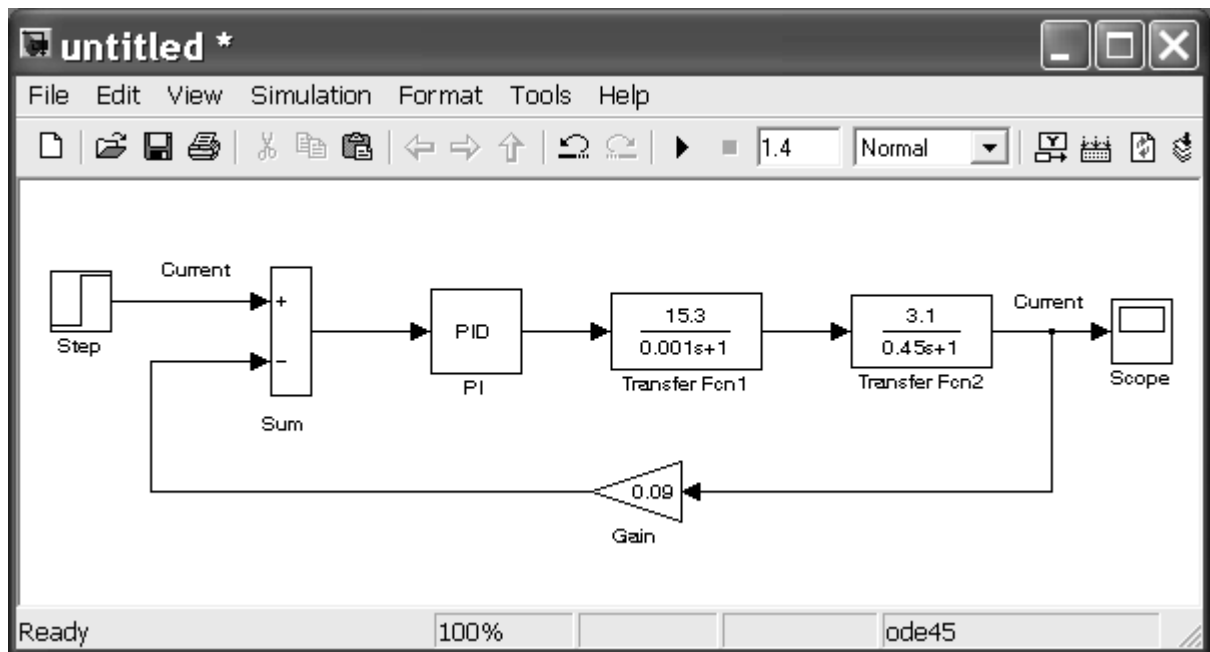 untitled *
File Edit View Simulation Format Tools Help
1.4 Normal
Current
+
−
Step
Sum
PID
PI
15.3
0.001s+1
Transfer Fcn1
3.1
0.45s+1
Transfer Fcn2
Current
Scope
0.09
Gain
Ready 100% ode45